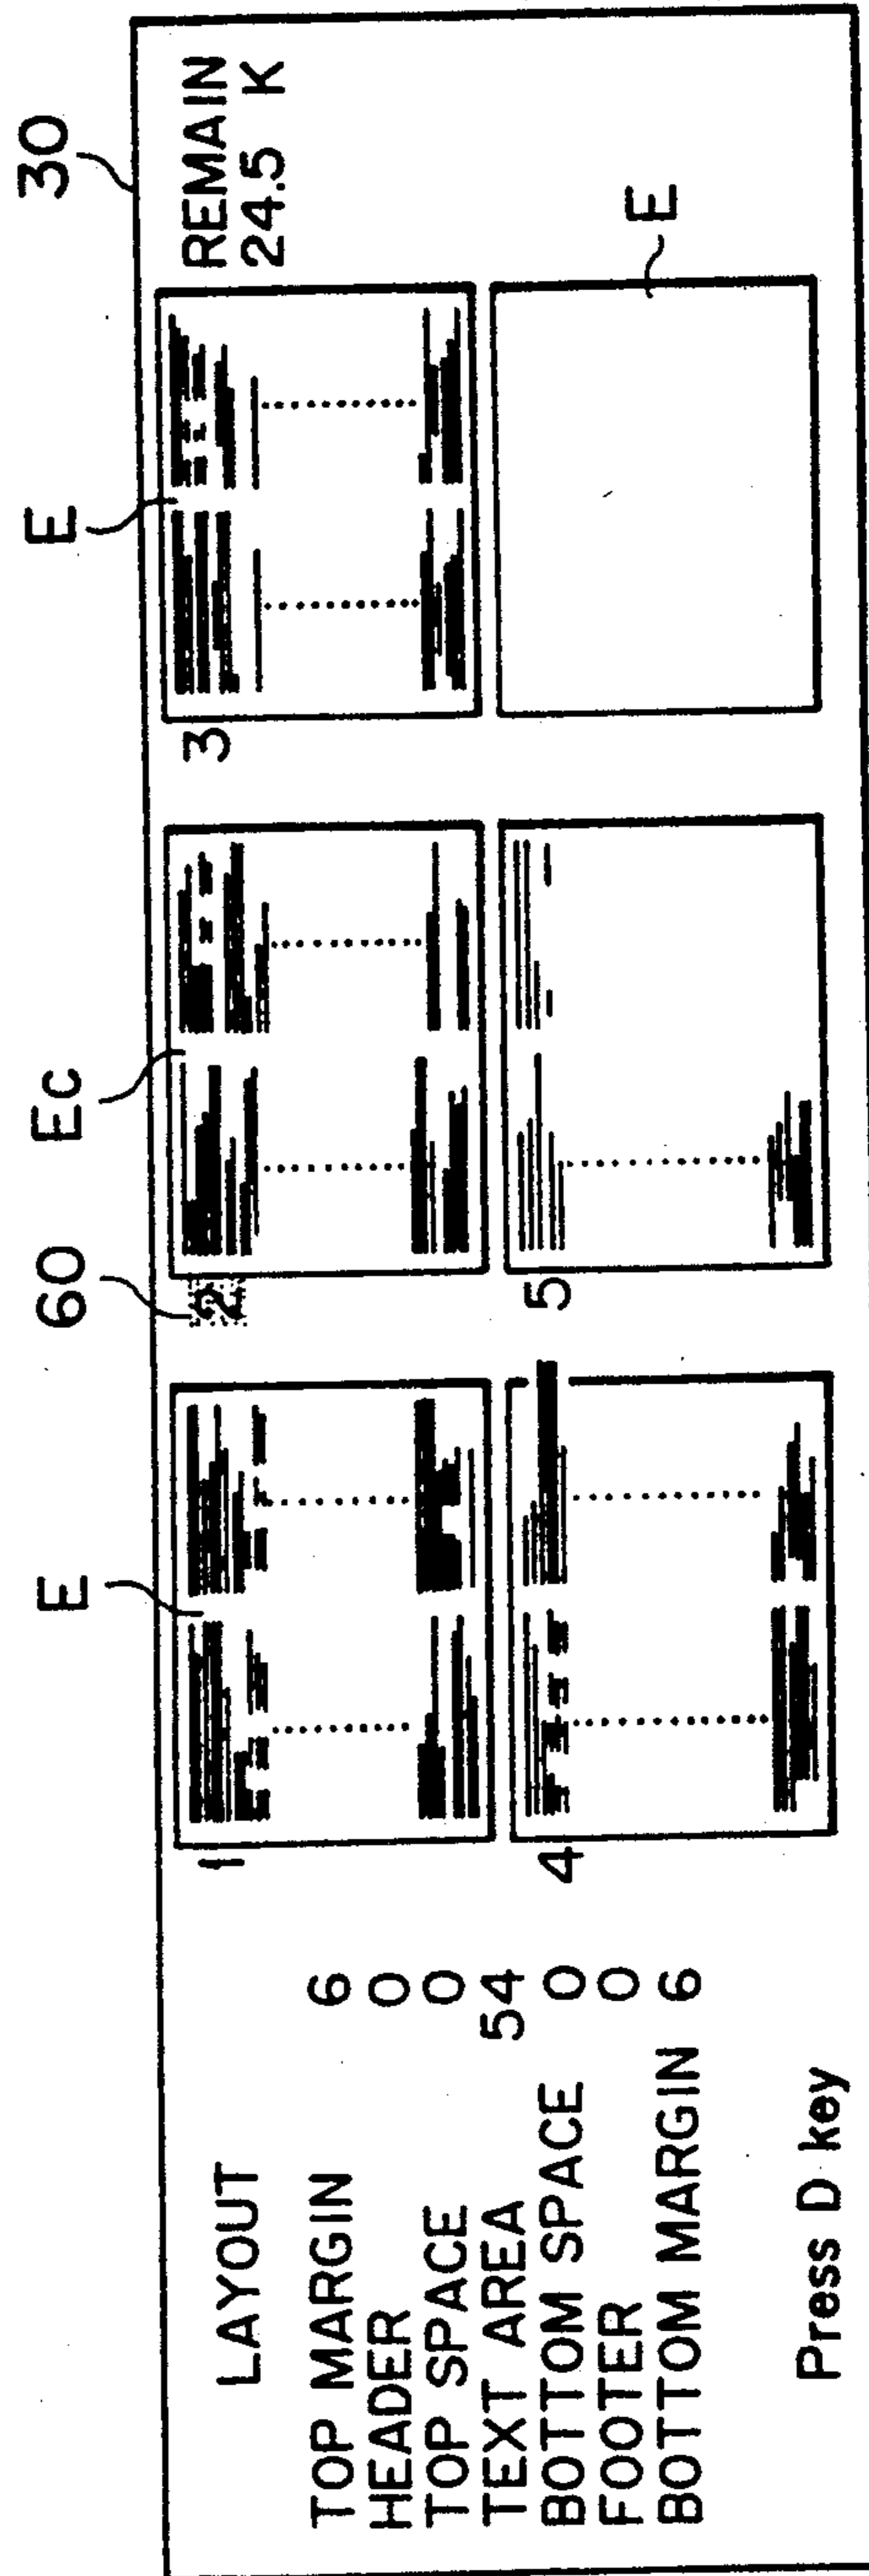 30
E
Ec
60
E
REMAIN
24.5 K
LAYOUT
TOP MARGIN 6
HEADER 0
TOP SPACE 0
TEXT AREA 54
BOTTOM SPACE 0
FOOTER 0
BOTTOM MARGIN 6
Press D key
1
2
3
4
5
E